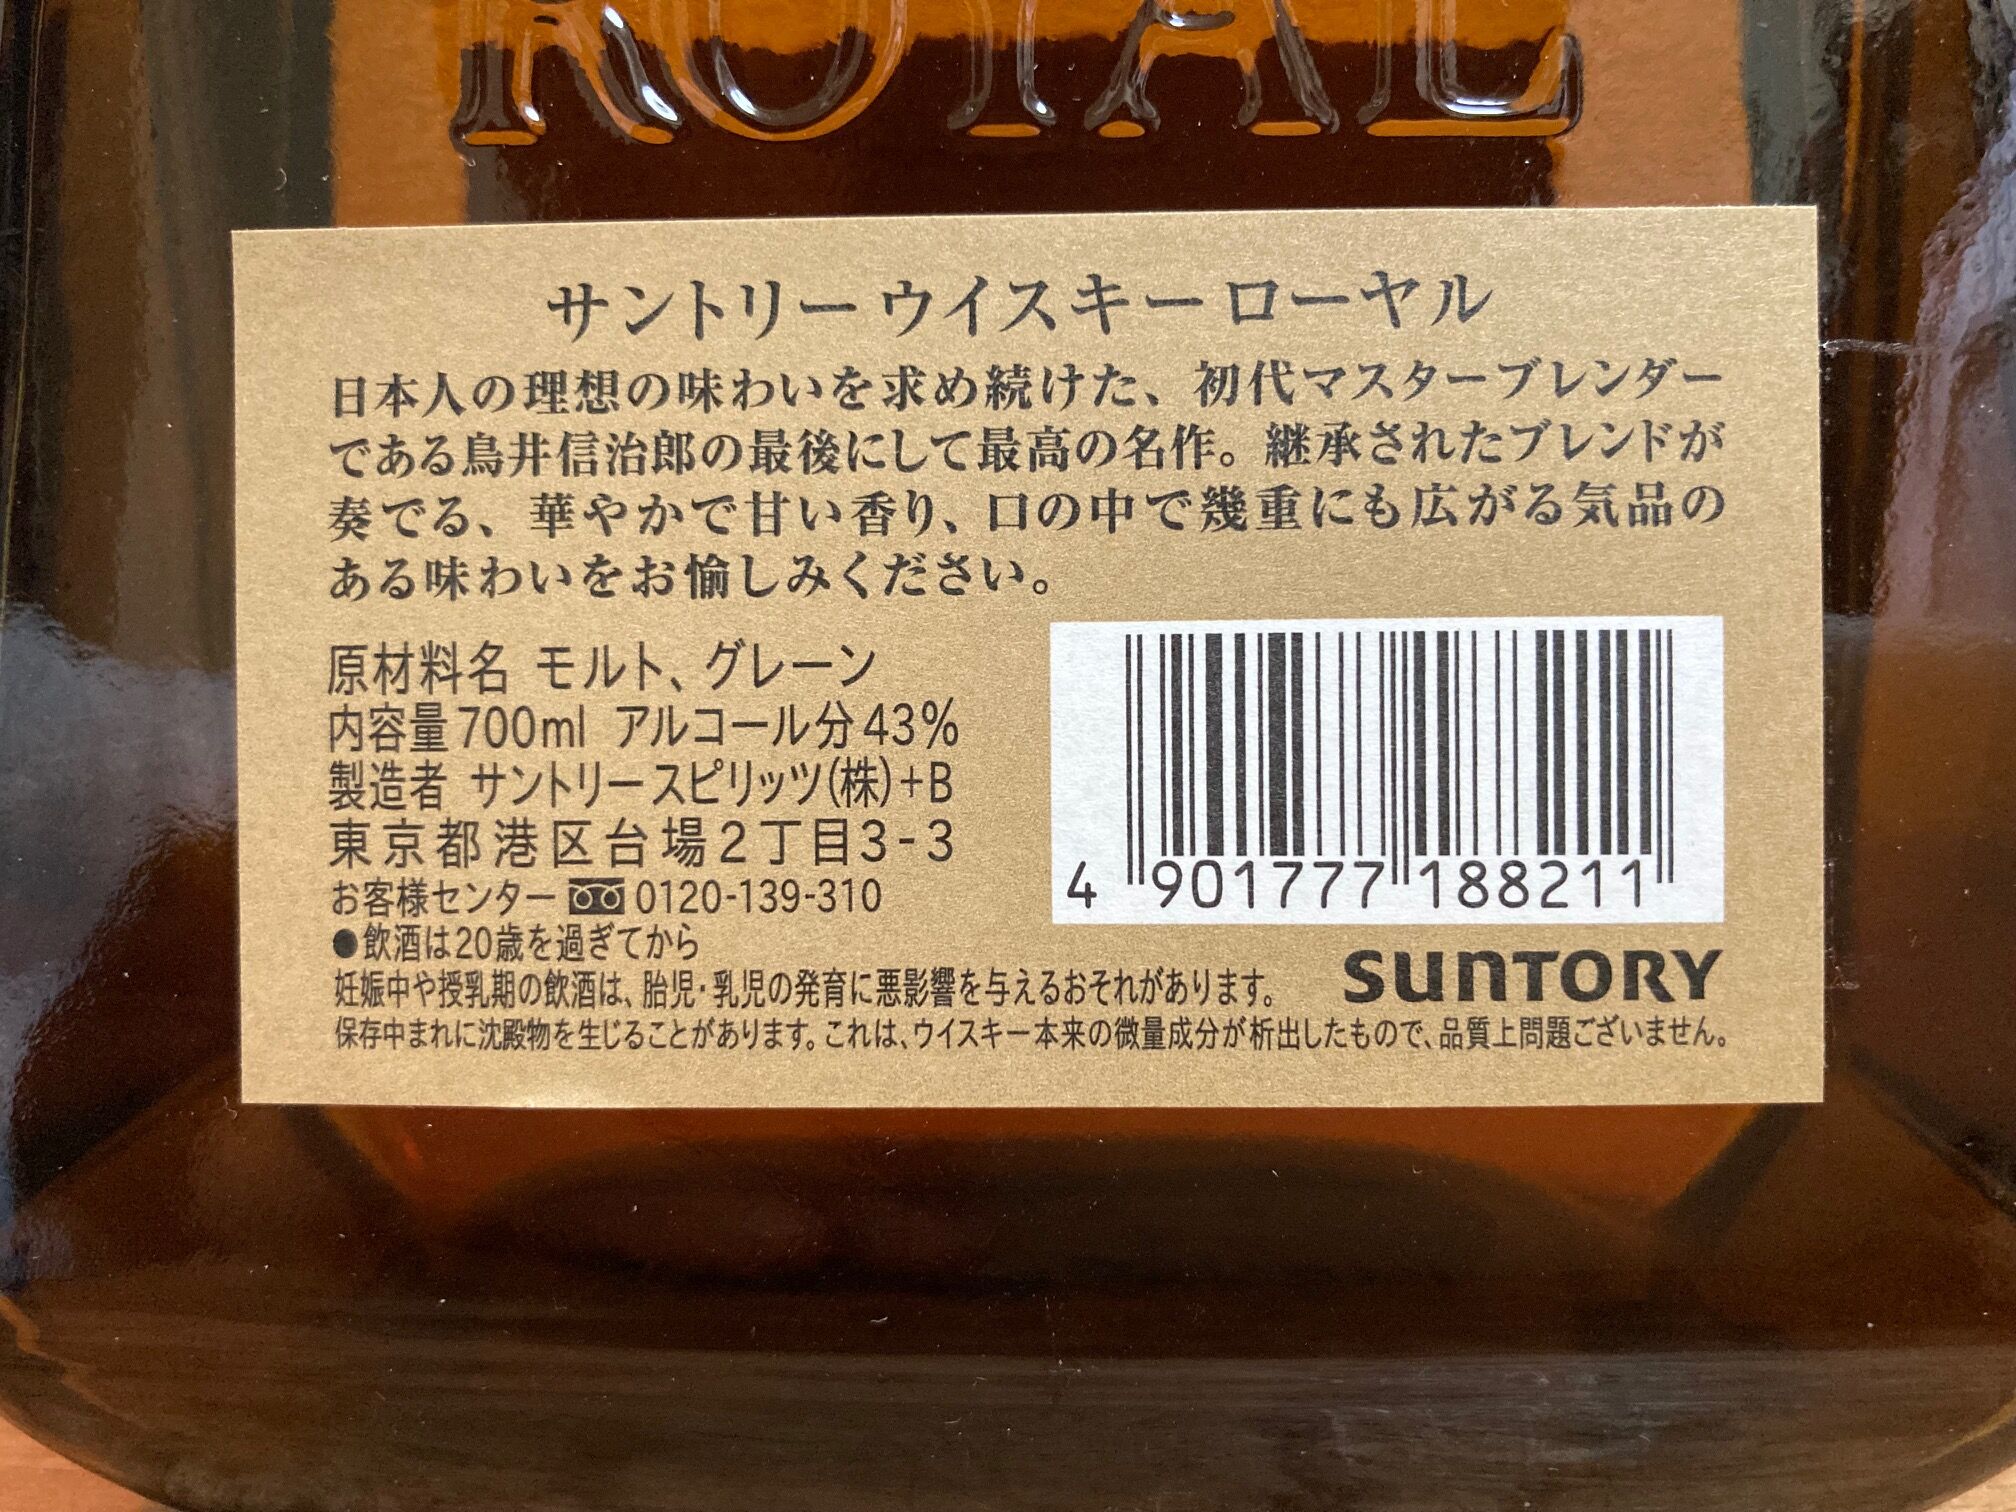 ROYAL
サントリーウイスキーローヤル
日本人の理想の味わいを求め続けた、初代マスターブレンダー
である鳥井信治郎の最後にして最高の名作。継承されたブレンドが
奏でる、華やかで甘い香り、口の中で幾重にも広がる気品の
ある味わいをお愉しみください。
原材料名 モルト、グレーン
内容量700ml アルコール分43%
製造者 サントリースピリッツ(株)+B
東京都港区台場2丁目3-3
お客様センター 0120-139-310
●飲酒は20歳を過ぎてから
妊娠中や授乳期の飲酒は、胎児・乳児の発育に悪影響を与えるおそれがあります。
保存中まれに沈殿物を生じることがあります。これは、ウイスキー本来の微量成分が析出したもので、品質上問題ございません。
4 901777 188211
SUNTORY